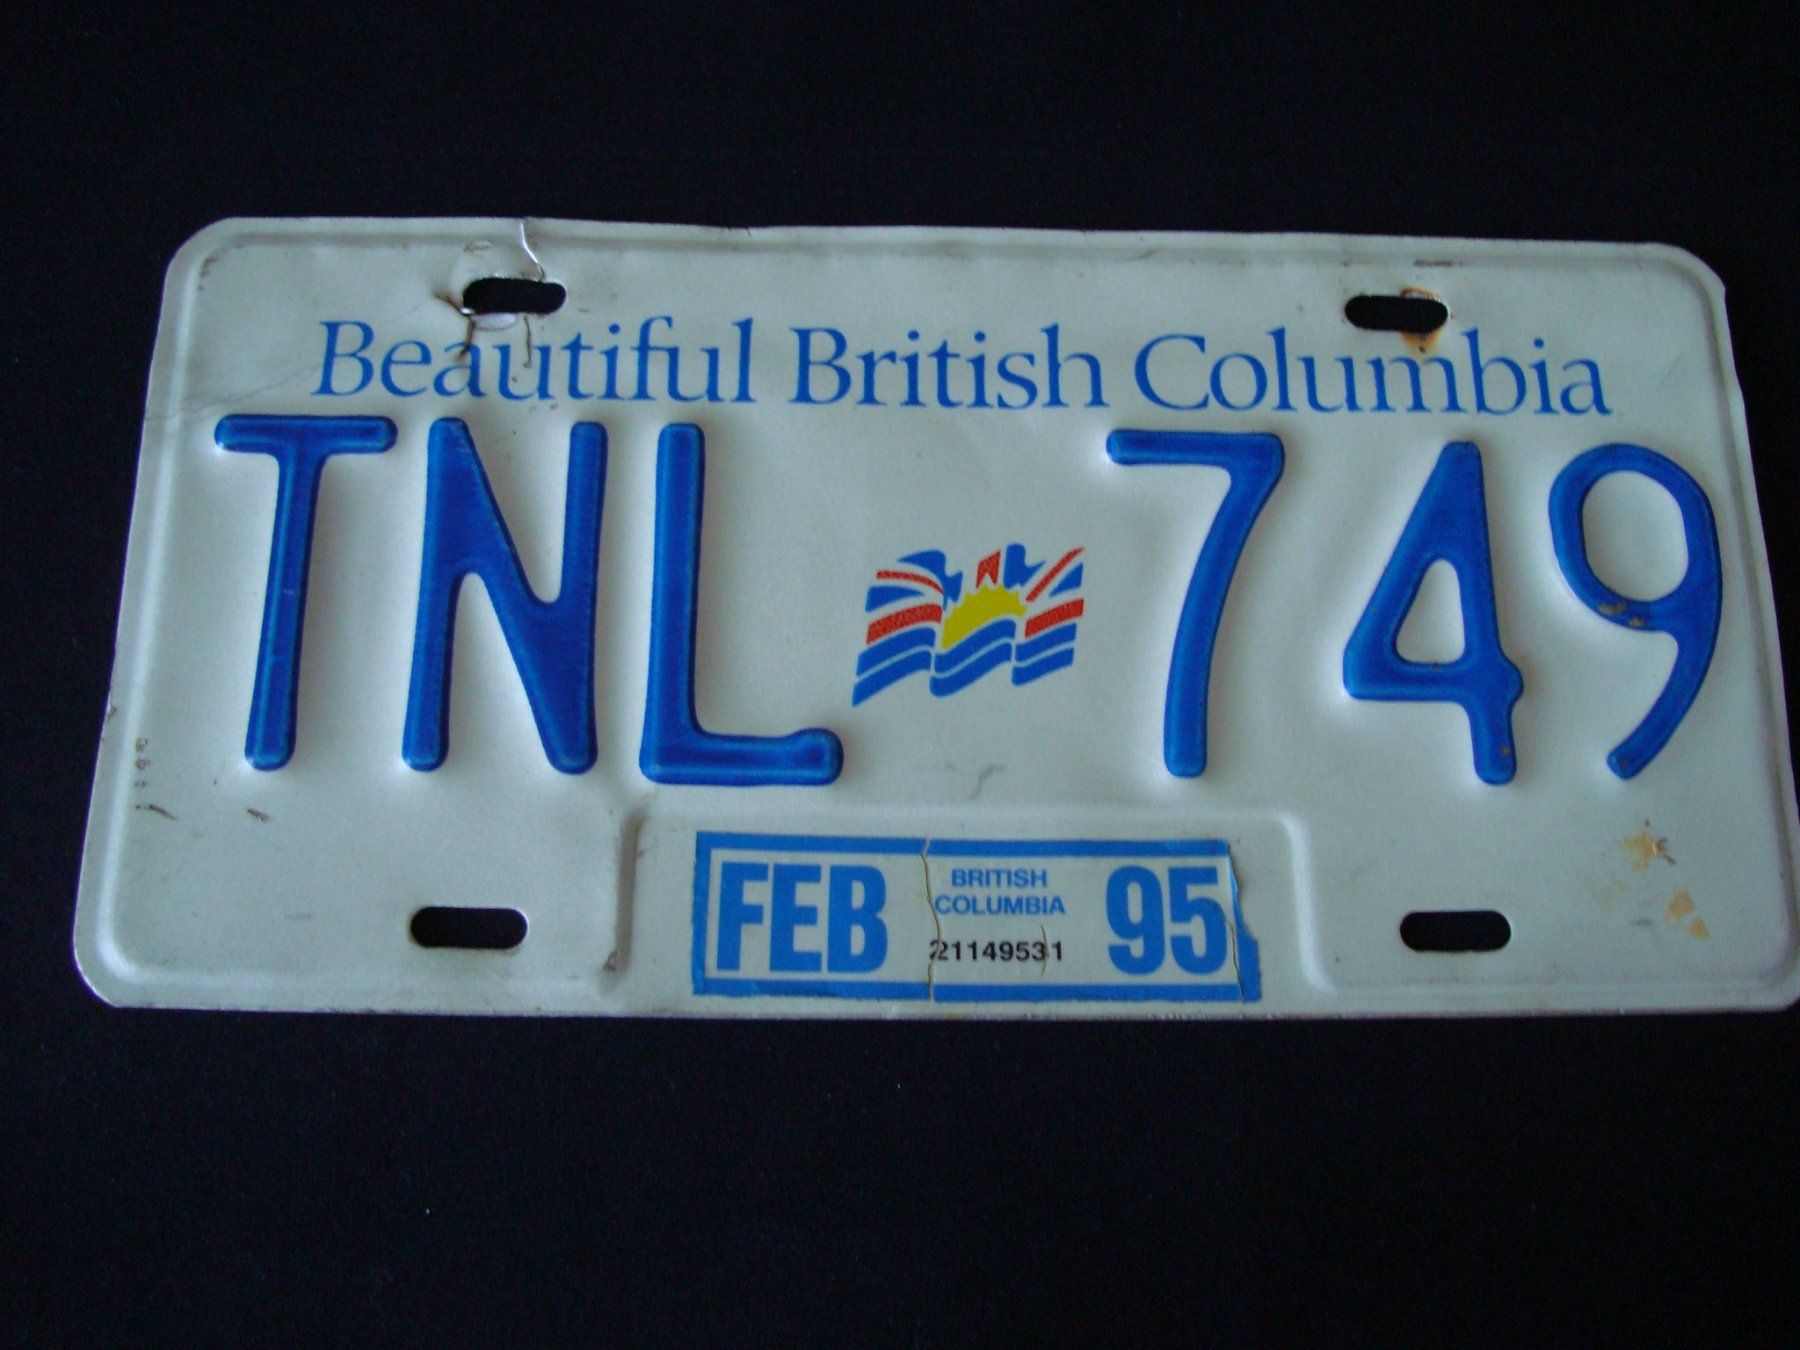 Beautiful British Columbia
TNL 749
FEB BRITISH COLUMBIA 95
21149531